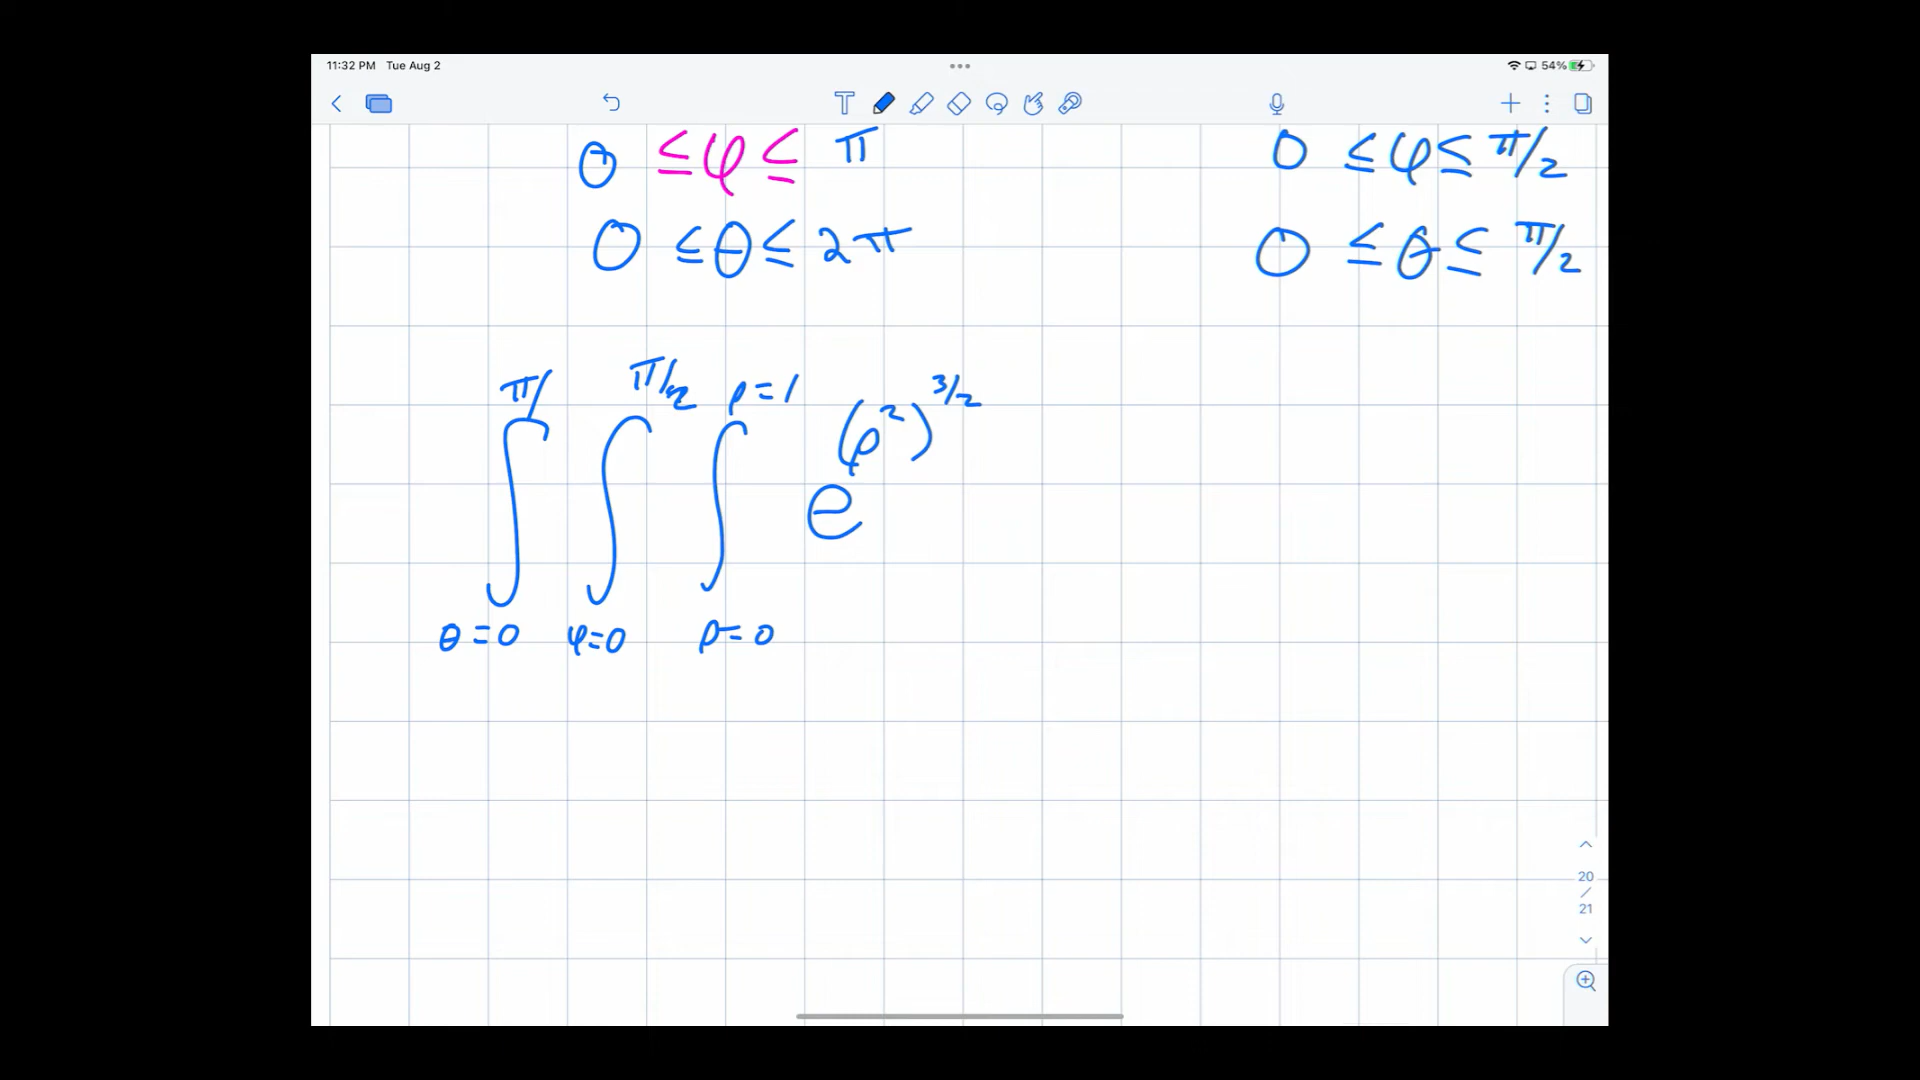 11:32 PM Tue Aug 2
54%
0 ≤ φ ≤ π
0 ≤ φ ≤ π/2
0 ≤ θ ≤ 2π
0 ≤ θ ≤ π/2
∫_{θ=0}^{π/} ∫_{φ=0}^{π/2} ∫_{ρ=0}^{ρ=1} e^{(ρ²)^{3/2}}
20
/
21